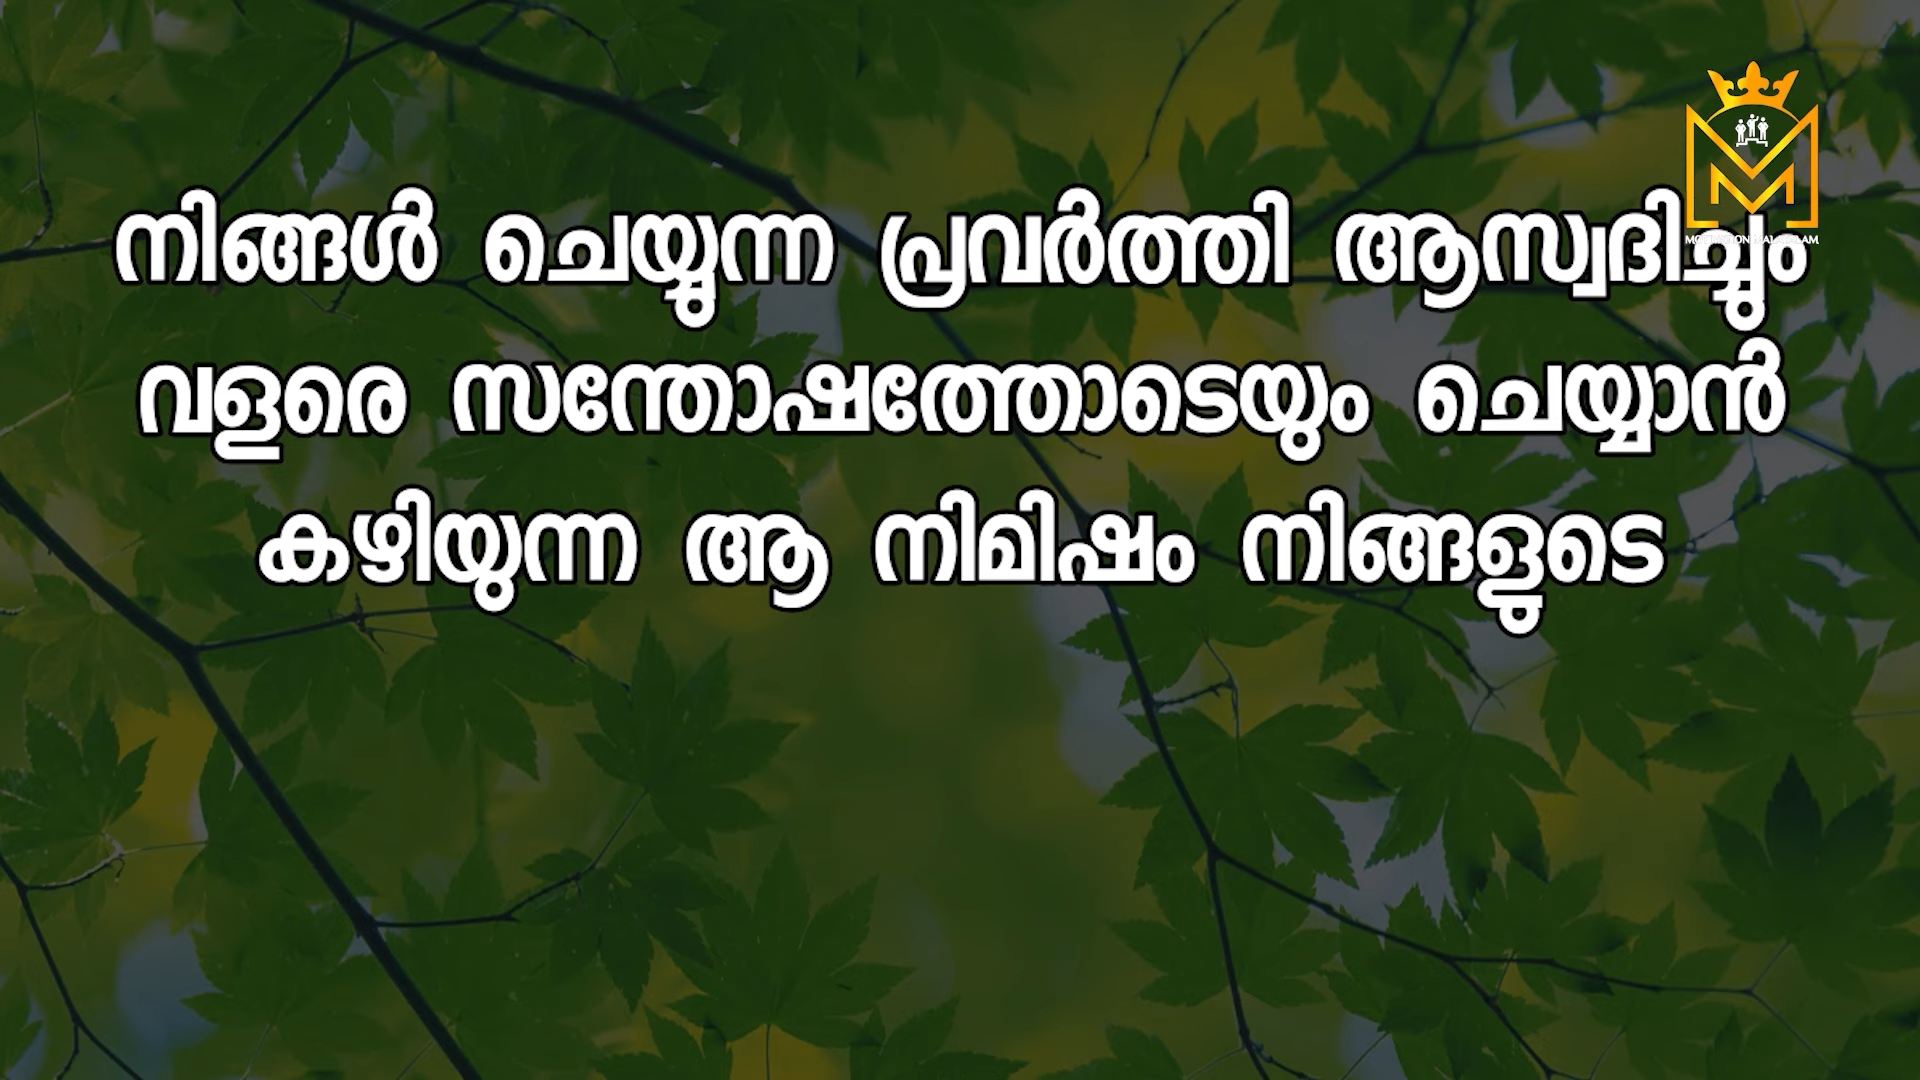 നിങ്ങൾ ചെയ്യുന്ന പ്രവർത്തി ആസ്വദിച്ചും
വളരെ സന്തോഷത്തോടെയും ചെയ്യാൻ
കഴിയുന്ന ആ നിമിഷം നിങ്ങളുടെ